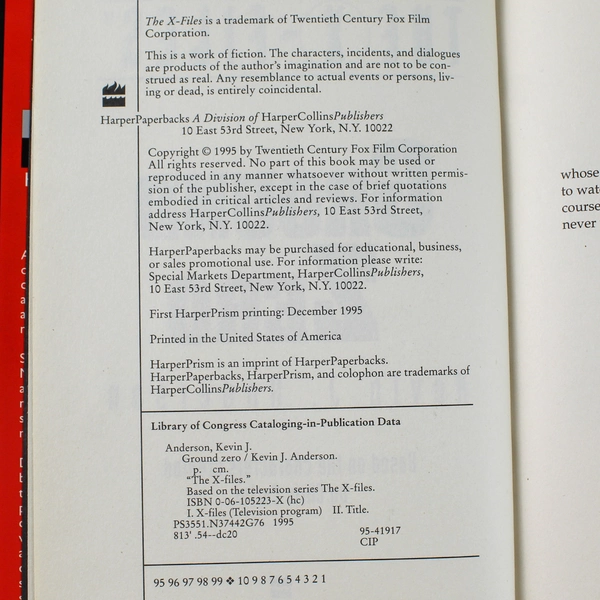 The X-Files is a trademark of Twentieth Century Fox Film
Corporation.
This is a work of fiction. The characters, incidents, and dialogues
are products of the author's imagination and are not to be con-
strued as real. Any resemblance to actual events or persons, liv-
ing or dead, is entirely coincidental.
HarperPaperbacks A Division of HarperCollinsPublishers
10 East 53rd Street, New York, N.Y. 10022
Copyright © 1995 by Twentieth Century Fox Film Corporation
All rights reserved. No part of this book may be used or
reproduced in any manner whatsoever without written permis-
sion of the publisher, except in the case of brief quotations
embodied in critical articles and reviews. For information
address HarperCollinsPublishers, 10 East 53rd Street,
New York, N.Y. 10022.
HarperPaperbacks may be purchased for educational, business,
or sales promotional use. For information please write:
Special Markets Department, HarperCollinsPublishers,
10 East 53rd Street, New York, N.Y. 10022.
First HarperPrism printing: December 1995
Printed in the United States of America
HarperPrism is an imprint of HarperPaperbacks.
HarperPaperbacks, HarperPrism, and colophon are trademarks of
HarperCollinsPublishers.
Library of Congress Cataloging-in-Publication Data
Anderson, Kevin J.
Ground zero / Kevin J. Anderson.
p. cm.
"The X-files."
Based on the television series The X-files.
ISBN 0-06-105223-X (hc)
I. X-files (Television program) II. Title.
PS3551.N37442G76 1995
813' .54--dc20 95-41917
CIP
95 96 97 98 99 ❖ 10 9 8 7 6 5 4 3 2 1
whose
to wat
course
never